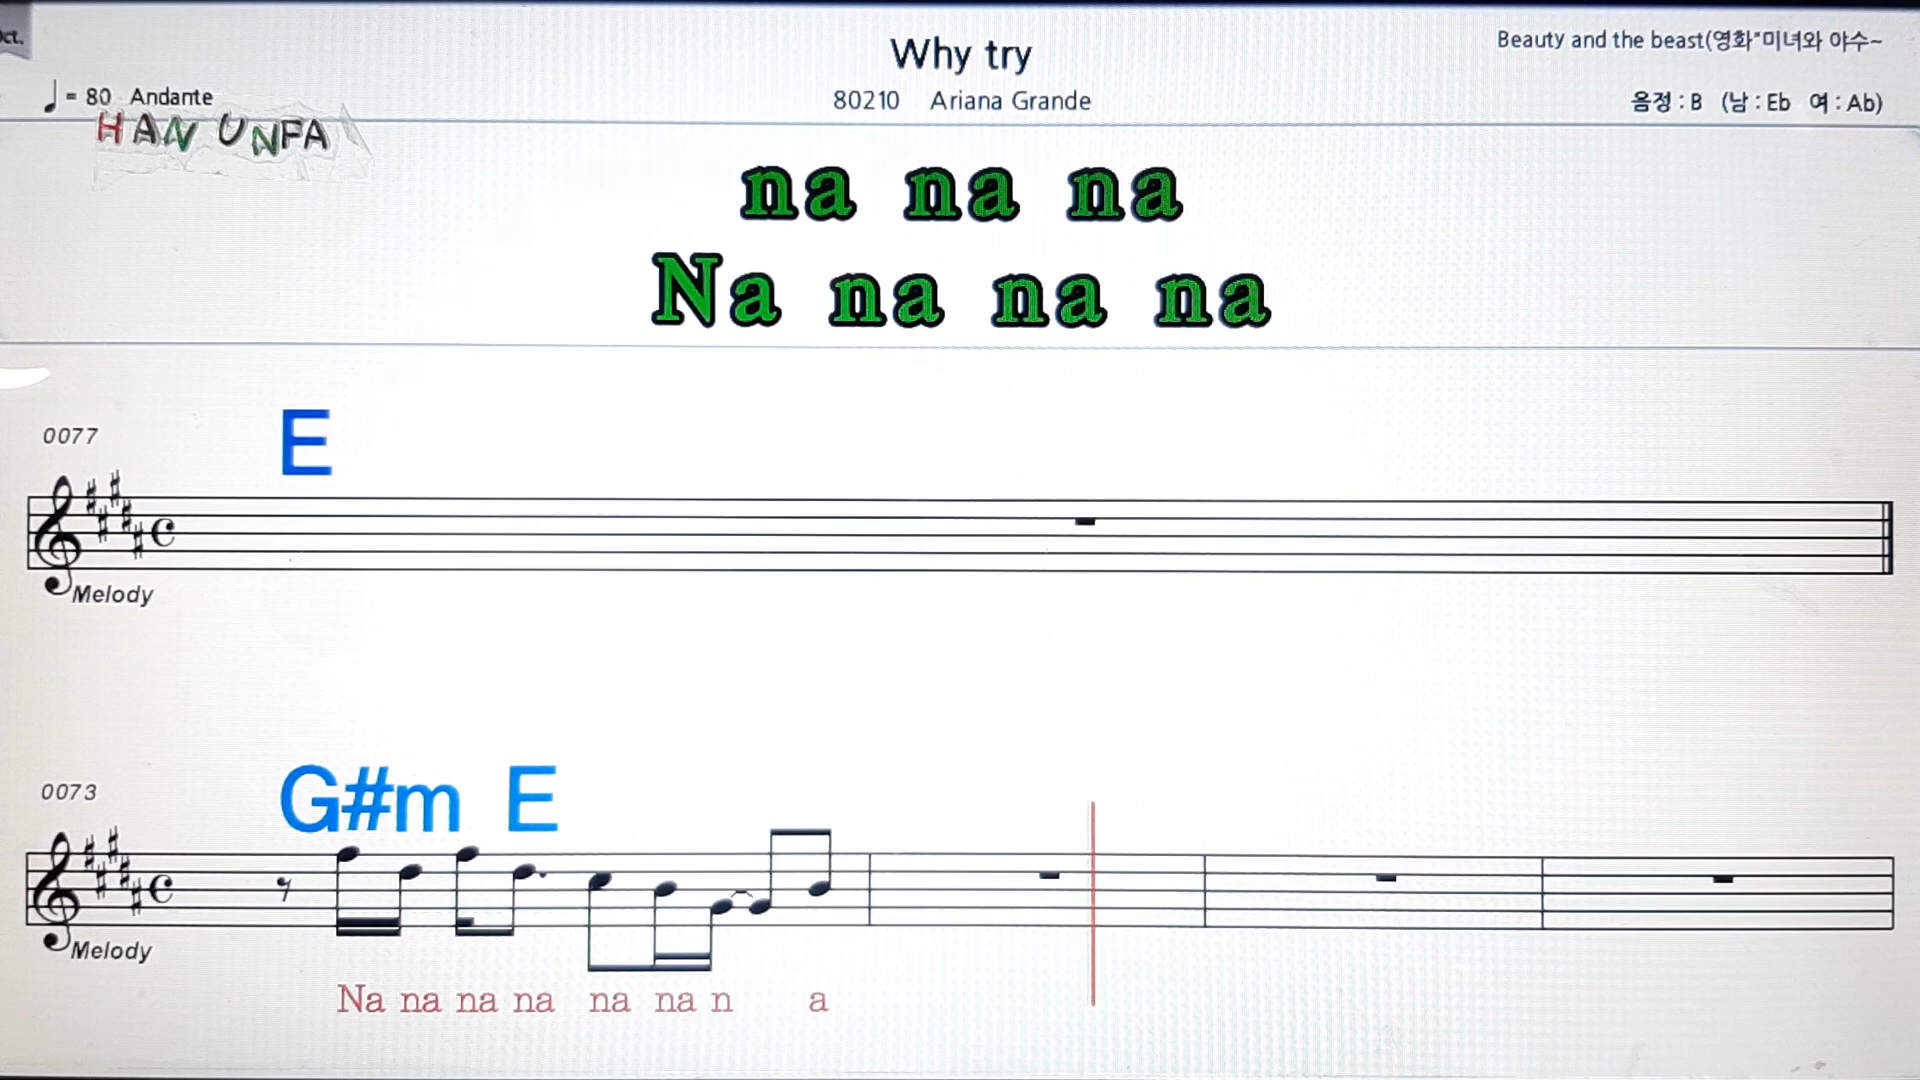 Oct.
Why try
Beauty and the beast(영화"미녀와 야수~
♩ = 80 Andante
80210 Ariana Grande
음정 : B (남 : Eb 여 : Ab)
HAN UNFA
na na na
Na na na na
0077
E
Melody
0073
G#m E
Melody
Na na na na na na n a